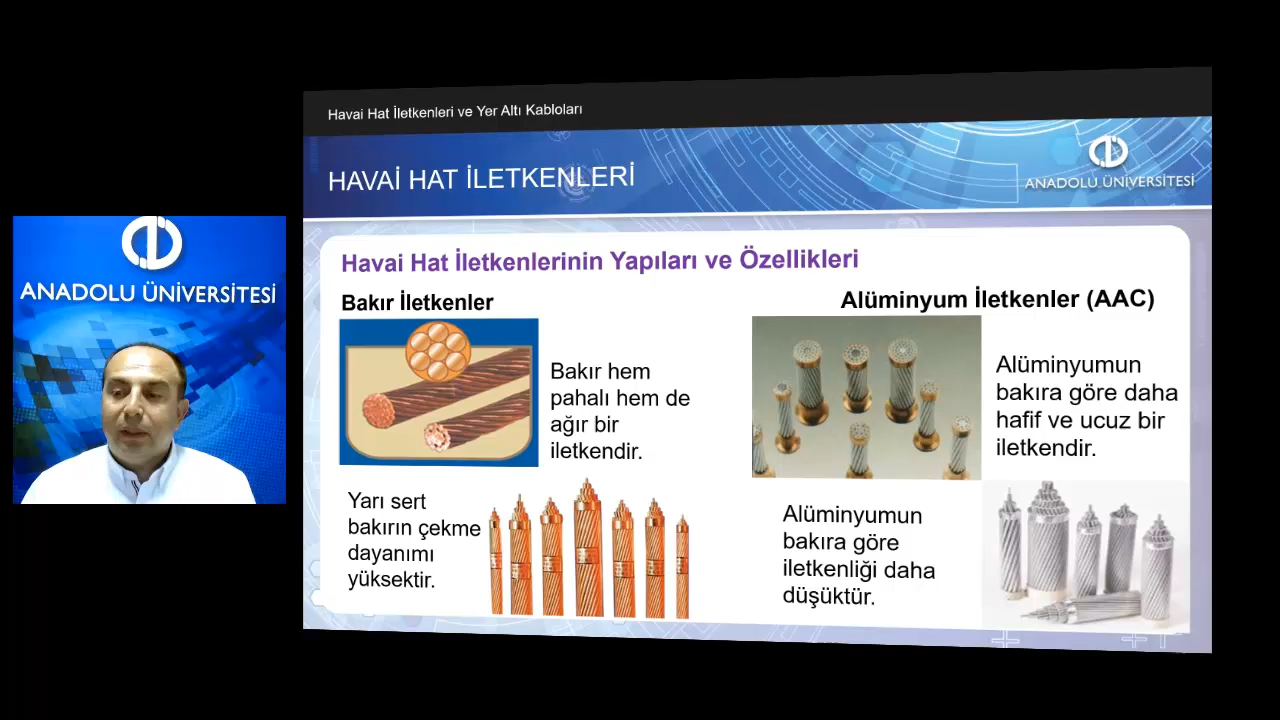 Havai Hat İletkenleri ve Yer Altı Kabloları
HAVAİ HAT İLETKENLERİ
ANADOLU ÜNİVERSİTESİ
ANADOLU ÜNİVERSİTESİ
Havai Hat İletkenlerinin Yapıları ve Özellikleri
Bakır İletkenler
Bakır hem
pahalı hem de
ağır bir
iletkendir.
Yarı sert
bakırın çekme
dayanımı
yüksektir.
Alüminyum İletkenler (AAC)
Alüminyumun
bakıra göre daha
hafif ve ucuz bir
iletkendir.
Alüminyumun
bakıra göre
iletkenliği daha
düşüktür.